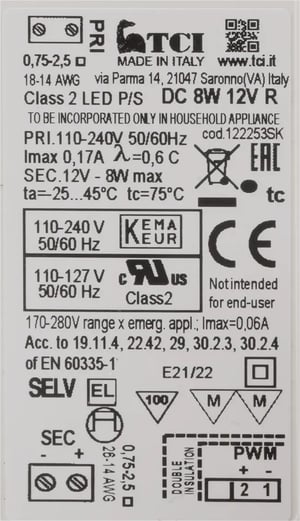 PRI
TCI
MADE IN ITALY
www.tci.it
0,75-2,5
18-14 AWG
via Parma 14, 21047 Saronno(VA) Italy
Class 2 LED P/S
DC 8W 12V R
TO BE INCORPORATED ONLY IN HOUSEHOLD APPLIANCE
PRI.110-240V 50/60Hz
cod.122253SK
Imax 0,17A λ=0,6 C
SEC.12V - 8W max
ta=-25...45°C tc=75°C
EAC
tc
110-240 V
50/60 Hz
KEMA
KEUR
CE
110-127 V
50/60 Hz
c RU us
Class2
Not intended
for end-user
170-280V range x emerg. appl.; Imax=0,06A
Acc. to 19.11.4, 22.42, 29, 30.2.3, 30.2.4
of EN 60335-1
SELV
EL
E21/22
100
M
M
SEC
- +
0,75-2,5
28-14 AWG
DOUBLE
INSULATION
PWM
+ -
2 1